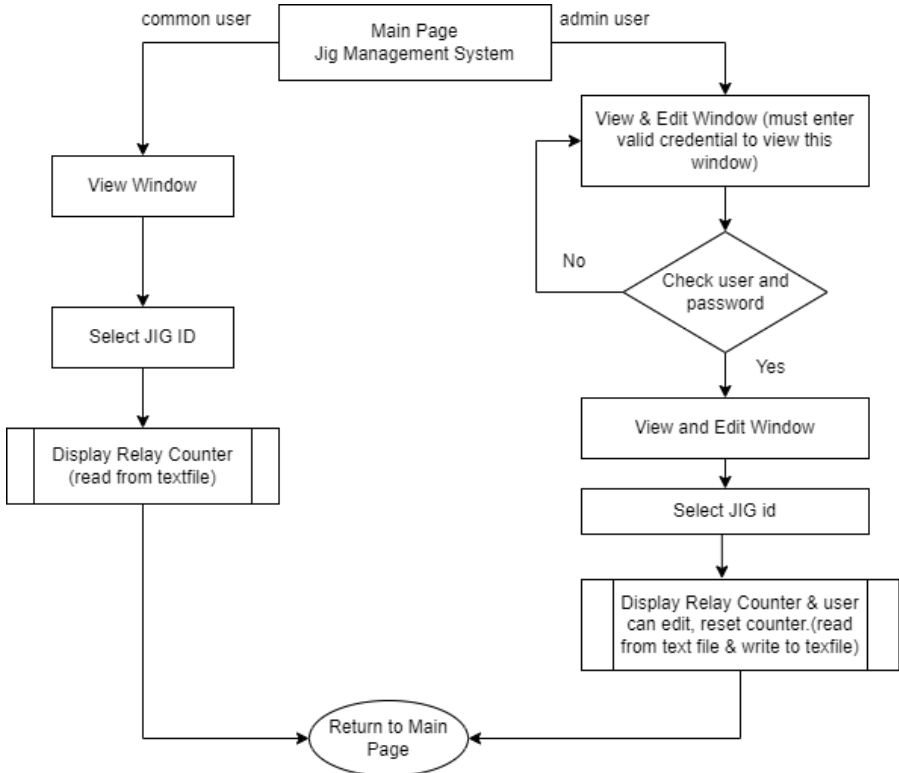 common user
Main Page
Jig Management System
admin user
View & Edit Window (must enter
valid credential to view this
window)
View Window
No
Check user and
password
Select JIG ID
Yes
View and Edit Window
Display Relay Counter
(read from textfile)
Select JIG id
Display Relay Counter & user
can edit, reset counter.(read
from text file & write to texfile)
Return to Main
Page